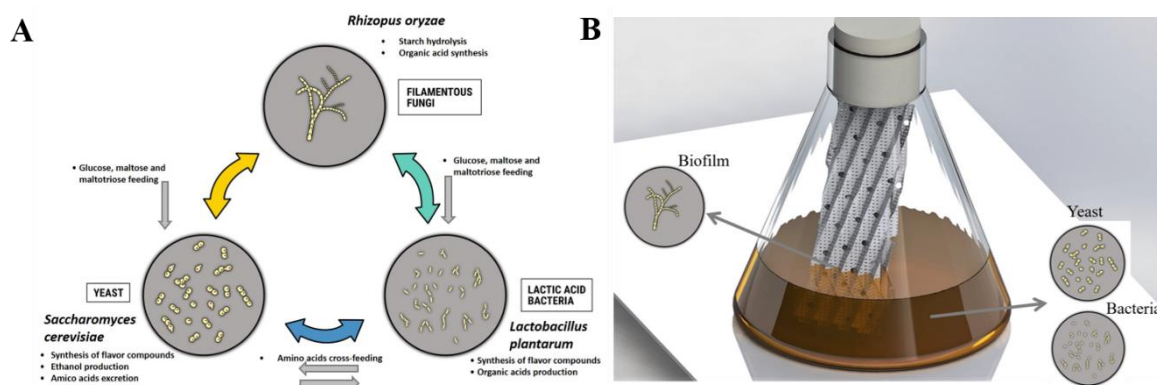 A
Rhizopus oryzae
• Starch hydrolysis
• Organic acid synthesis
FILAMENTOUS
FUNGI
• Glucose, maltose and
maltotriose feeding
• Glucose, maltose and
maltotriose feeding
YEAST
LACTIC ACID
BACTERIA
Saccharomyces
cerevisiae
• Synthesis of flavor compounds
• Ethanol production
• Amico acids excretion
• Amino acids cross-feeding
Lactobacillus
plantarum
• Synthesis of flavor compounds
• Organic acids production
B
Biofilm
Yeast
Bacteria